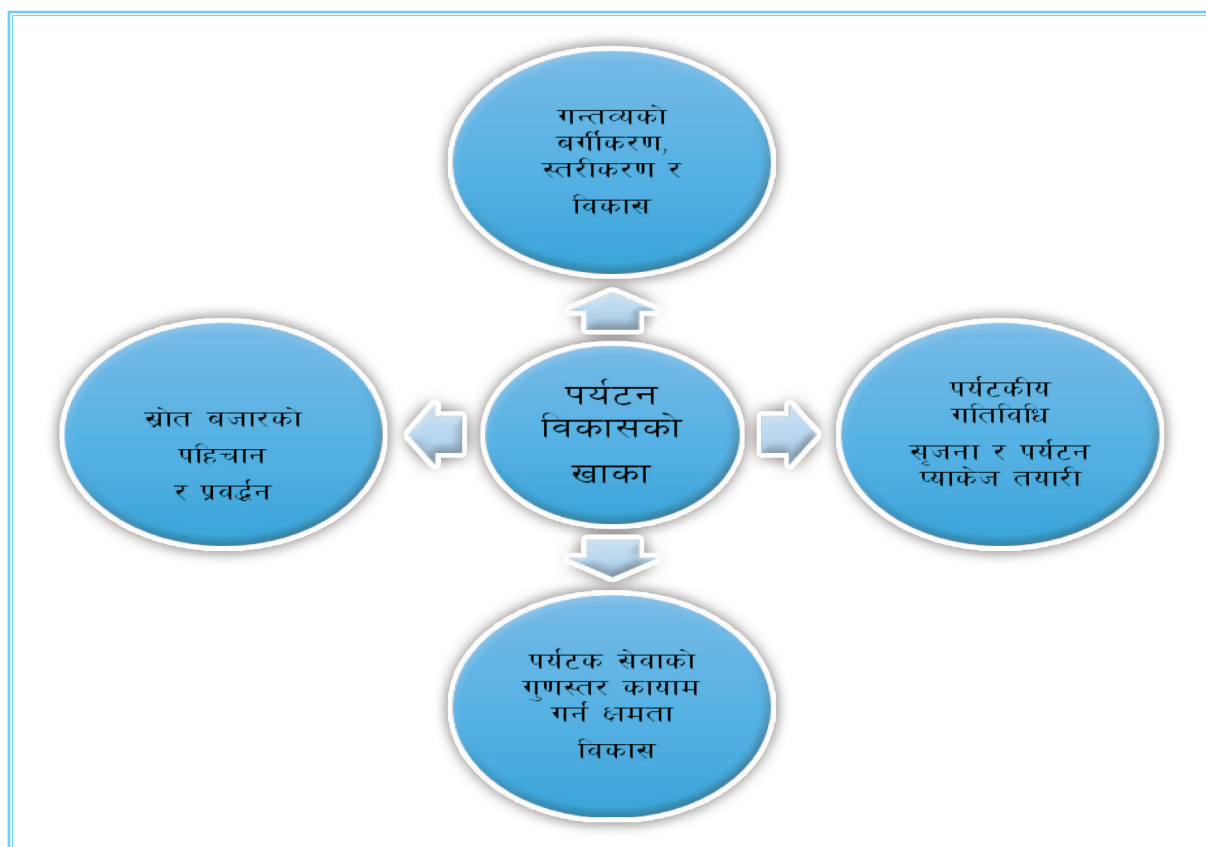 गन्तव्यको
बर्गीकरण,
स्तरीकरण र
विकास
स्रोत बजारको
पहिचान
र प्रवर्द्धन
पर्यटन
विकासको
खाका
पर्यटकीय
गतिविधि
सृजना र पर्यटन
प्याकेज तयारी
पर्यटक सेवाको
गुणस्तर कायाम
गर्न क्षमता
विकास